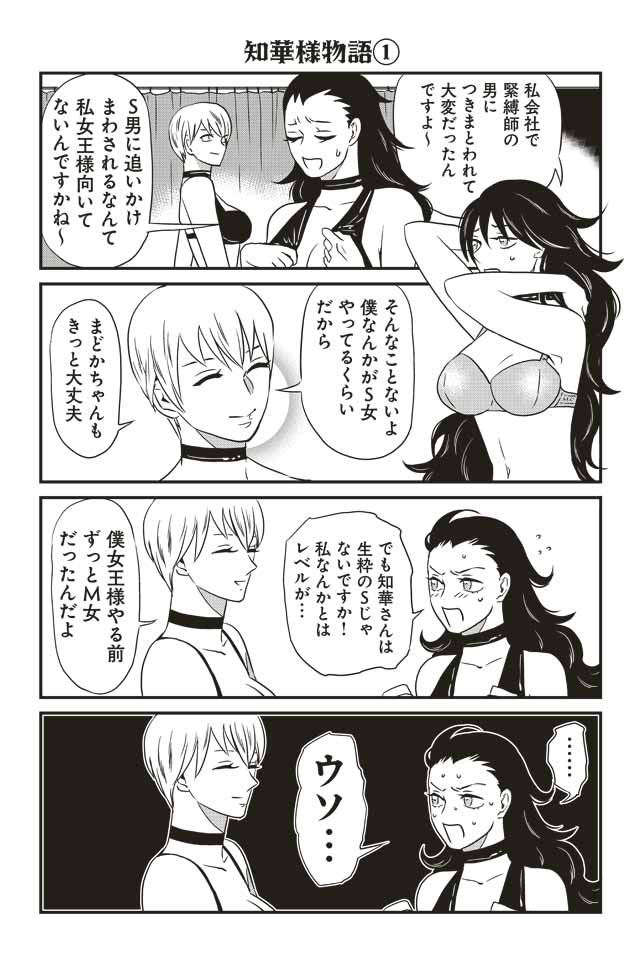 知華様物語①
私会社で
緊縛師の
男に
つきまとわれて
大変だったん
ですよ～
S男に追いかけ
まわされるなんて
私女王様向いて
ないんですかね～
そんなことないよ
僕なんかがS女
やってるくらい
だから
まどかちゃんも
きっと大丈夫
でも知華さんは
生粋のSじゃ
ないですか！
私なんかとは
レベルが…
僕女王様やる前
ずっとM女
だったんだよ
……
ウソ…